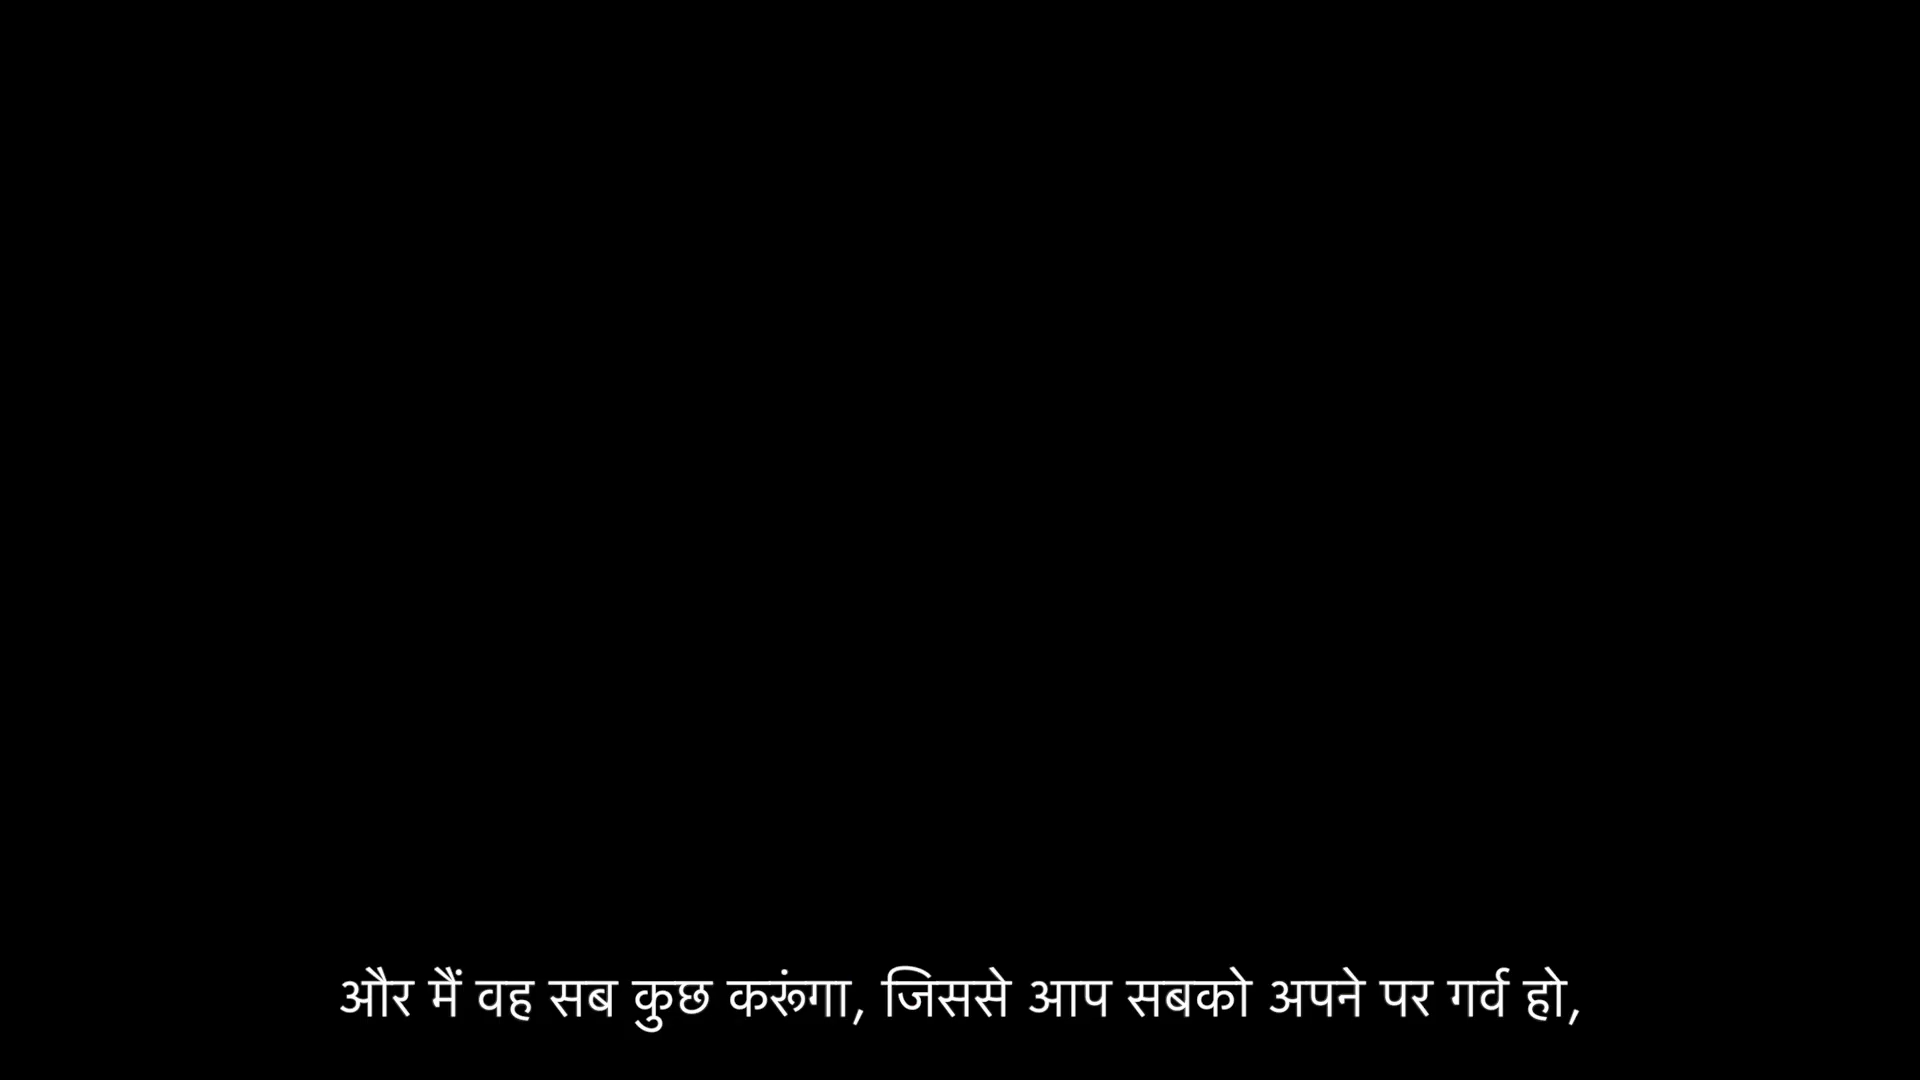 और मैं वह सब कुछ करूंगा, जिससे आप सबको अपने पर गर्व हो,